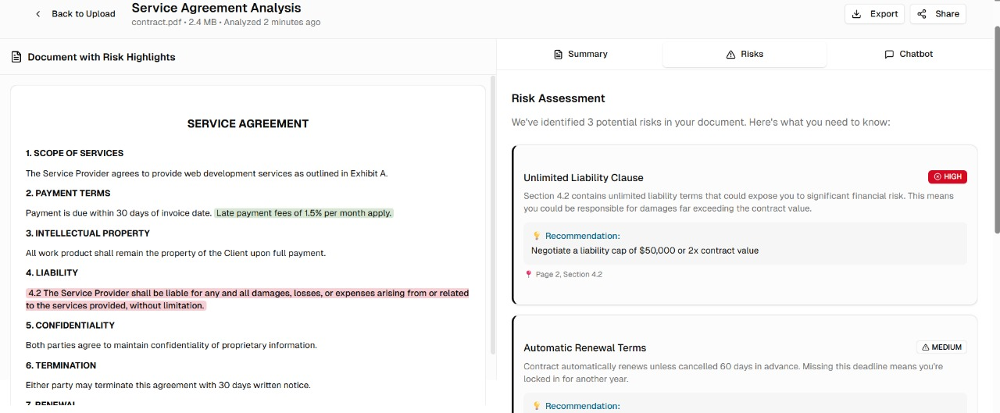 Back to Upload
Service Agreement Analysis
contract.pdf • 2.4 MB • Analyzed 2 minutes ago
Export
Share
Document with Risk Highlights
SERVICE AGREEMENT
1. SCOPE OF SERVICES
The Service Provider agrees to provide web development services as outlined in Exhibit A.
2. PAYMENT TERMS
Payment is due within 30 days of invoice date. Late payment fees of 1.5% per month apply.
3. INTELLECTUAL PROPERTY
All work product shall remain the property of the Client upon full payment.
4. LIABILITY
4.2 The Service Provider shall be liable for any and all damages, losses, or expenses arising from or related
to the services provided, without limitation.
5. CONFIDENTIALITY
Both parties agree to maintain confidentiality of proprietary information.
6. TERMINATION
Either party may terminate this agreement with 30 days written notice.
7. RENEWAL
Summary
Risks
Chatbot
Risk Assessment
We've identified 3 potential risks in your document. Here's what you need to know:
Unlimited Liability Clause
HIGH
Section 4.2 contains unlimited liability terms that could expose you to significant financial risk. This means
you could be responsible for damages far exceeding the contract value.
Recommendation:
Negotiate a liability cap of $50,000 or 2x contract value
Page 2, Section 4.2
Automatic Renewal Terms
MEDIUM
Contract automatically renews unless cancelled 60 days in advance. Missing this deadline means you're
locked in for another year.
Recommendation: